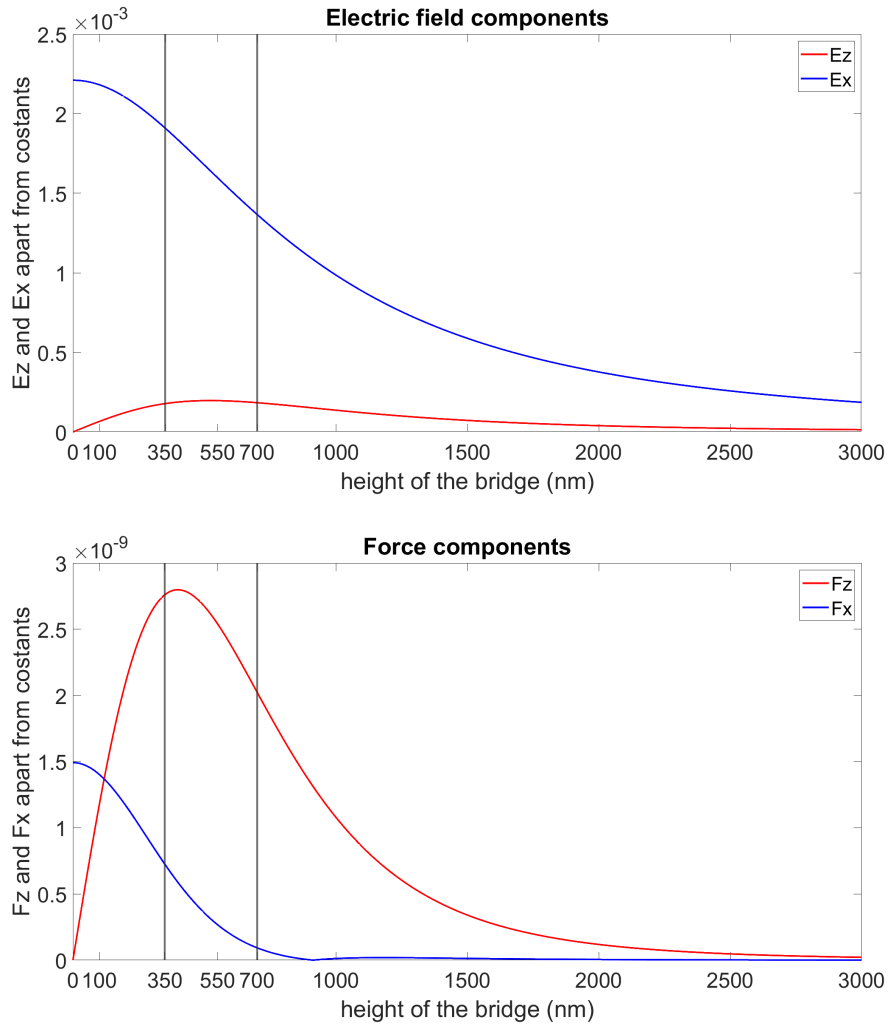 Electric field components
×10-3
Ez and Ex apart from costants
2.5
2
1.5
1
0.5
0
Ez
Ex
0 100 350 550 700 1000 1500 2000 2500 3000
height of the bridge (nm)
Force components
×10-9
Fz and Fx apart from costants
3
2.5
2
1.5
1
0.5
0
Fz
Fx
0 100 350 550 700 1000 1500 2000 2500 3000
height of the bridge (nm)